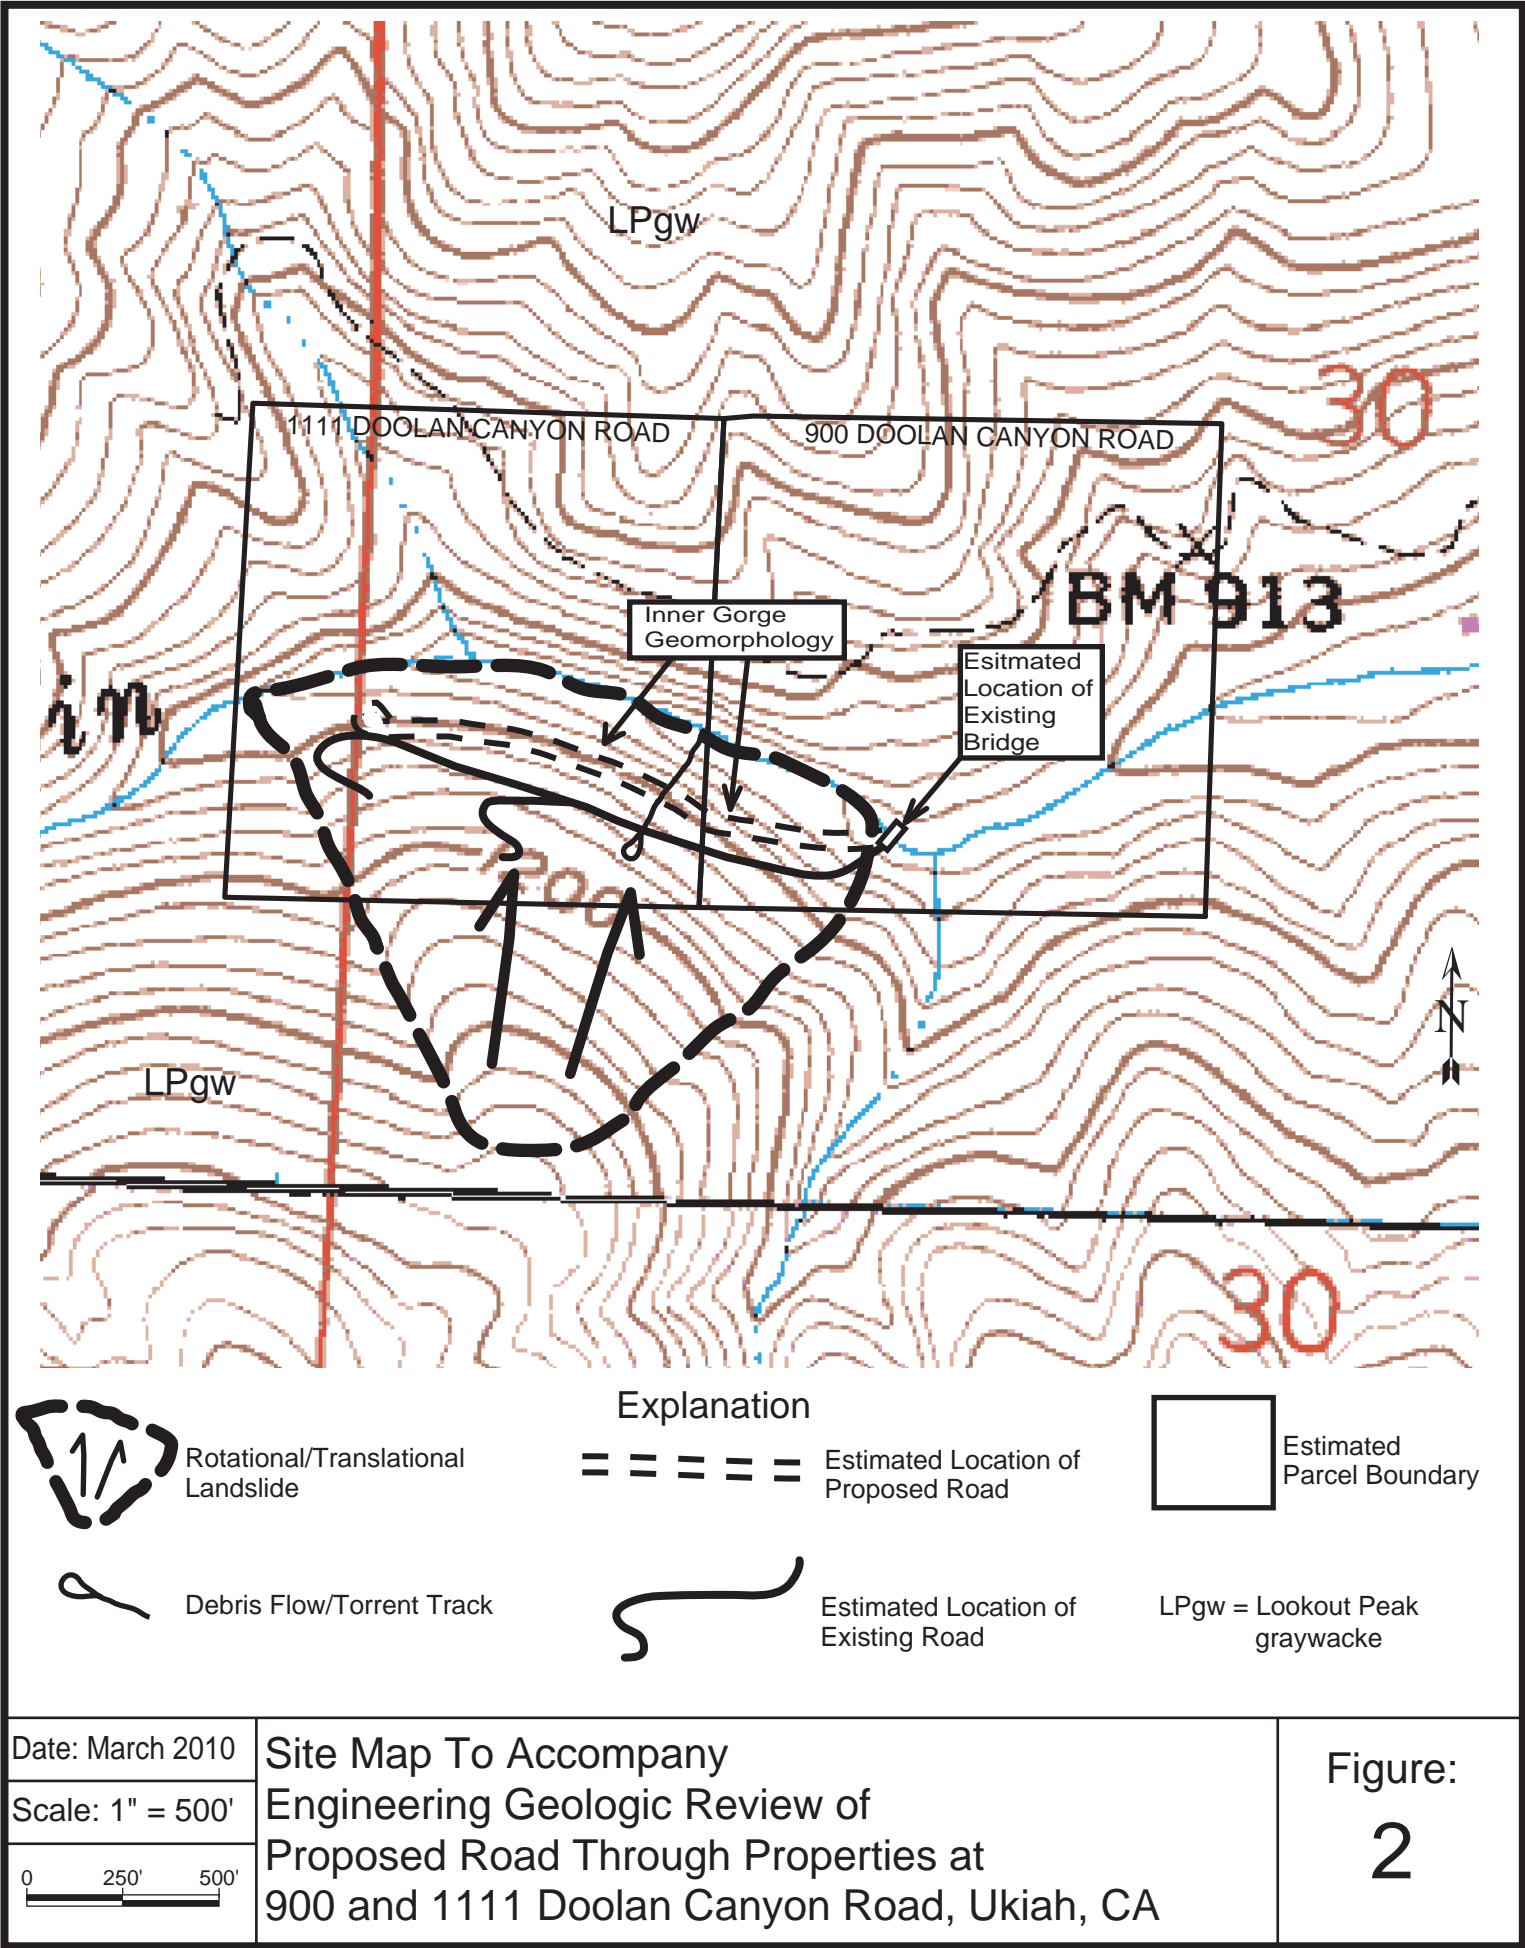 LPgw
30
1111 DOOLAN CANYON ROAD
900 DOOLAN CANYON ROAD
BM 913
Inner Gorge
Geomorphology
Esitmated
Location of
Existing
Bridge
in
1200
N
LPgw
30
Explanation
Rotational/Translational
Landslide
Estimated Location of
Proposed Road
Estimated
Parcel Boundary
Debris Flow/Torrent Track
Estimated Location of
Existing Road
LPgw = Lookout Peak
graywacke
Date: March 2010
Scale: 1" = 500'
0 250' 500'
Site Map To Accompany
Engineering Geologic Review of
Proposed Road Through Properties at
900 and 1111 Doolan Canyon Road, Ukiah, CA
Figure:
2